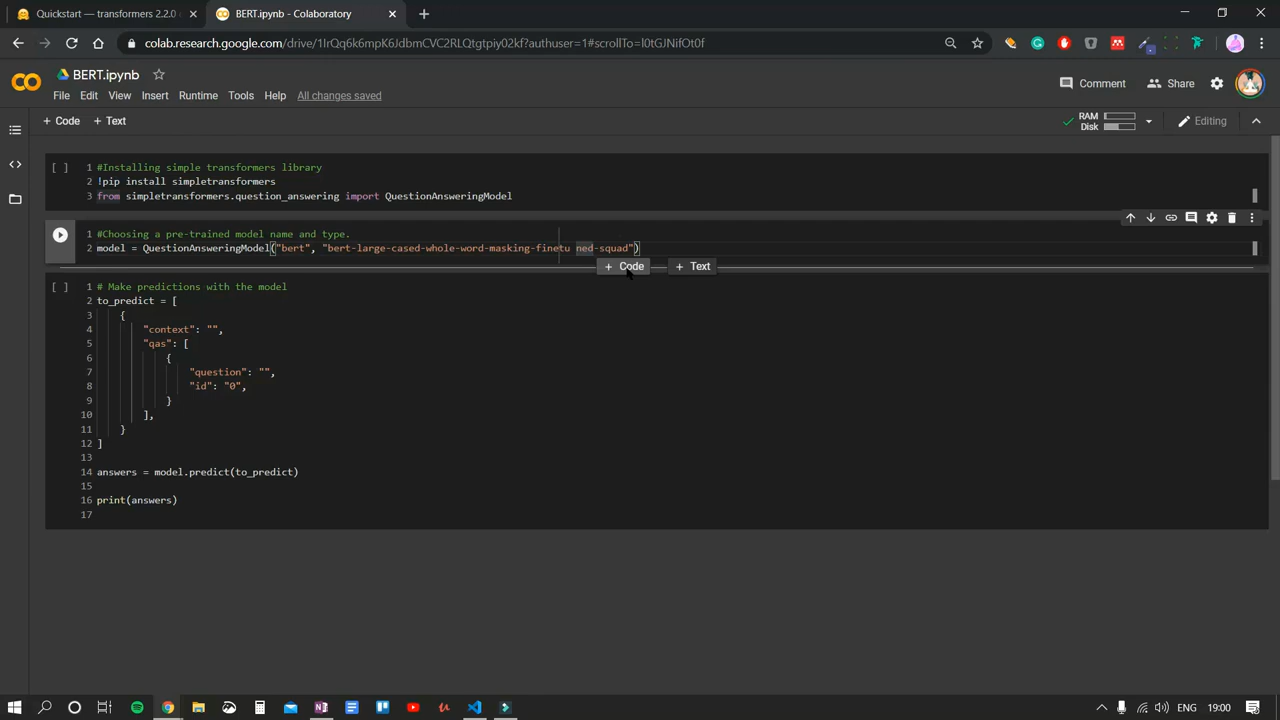 Quickstart — transformers 2.2.0
BERT.ipynb - Colaboratory
colab.research.google.com/drive/1IrQq6k6mpK6JdbmCVC2RLQtgtpiy02kf?authuser=1#scrollTo=l0tGJNifOt0f
BERT.ipynb
File Edit View Insert Runtime Tools Help All changes saved
Comment Share
+ Code + Text
RAM
Disk
Editing
[ ] 1 #Installing simple transformers library
2 !pip install simpletransformers
3 from simpletransformers.question_answering import QuestionAnsweringModel
1 #Choosing a pre-trained model name and type.
2 model = QuestionAnsweringModel("bert", "bert-large-cased-whole-word-masking-finetu ned-squad")
+ Code + Text
[ ] 1 # Make predictions with the model
2 to_predict = [
3 {
4 "context": "",
5 "qas": [
6 {
7 "question": "",
8 "id": "0",
9 }
10 ],
11 }
12 ]
13
14 answers = model.predict(to_predict)
15
16 print(answers)
17
ENG 19:00